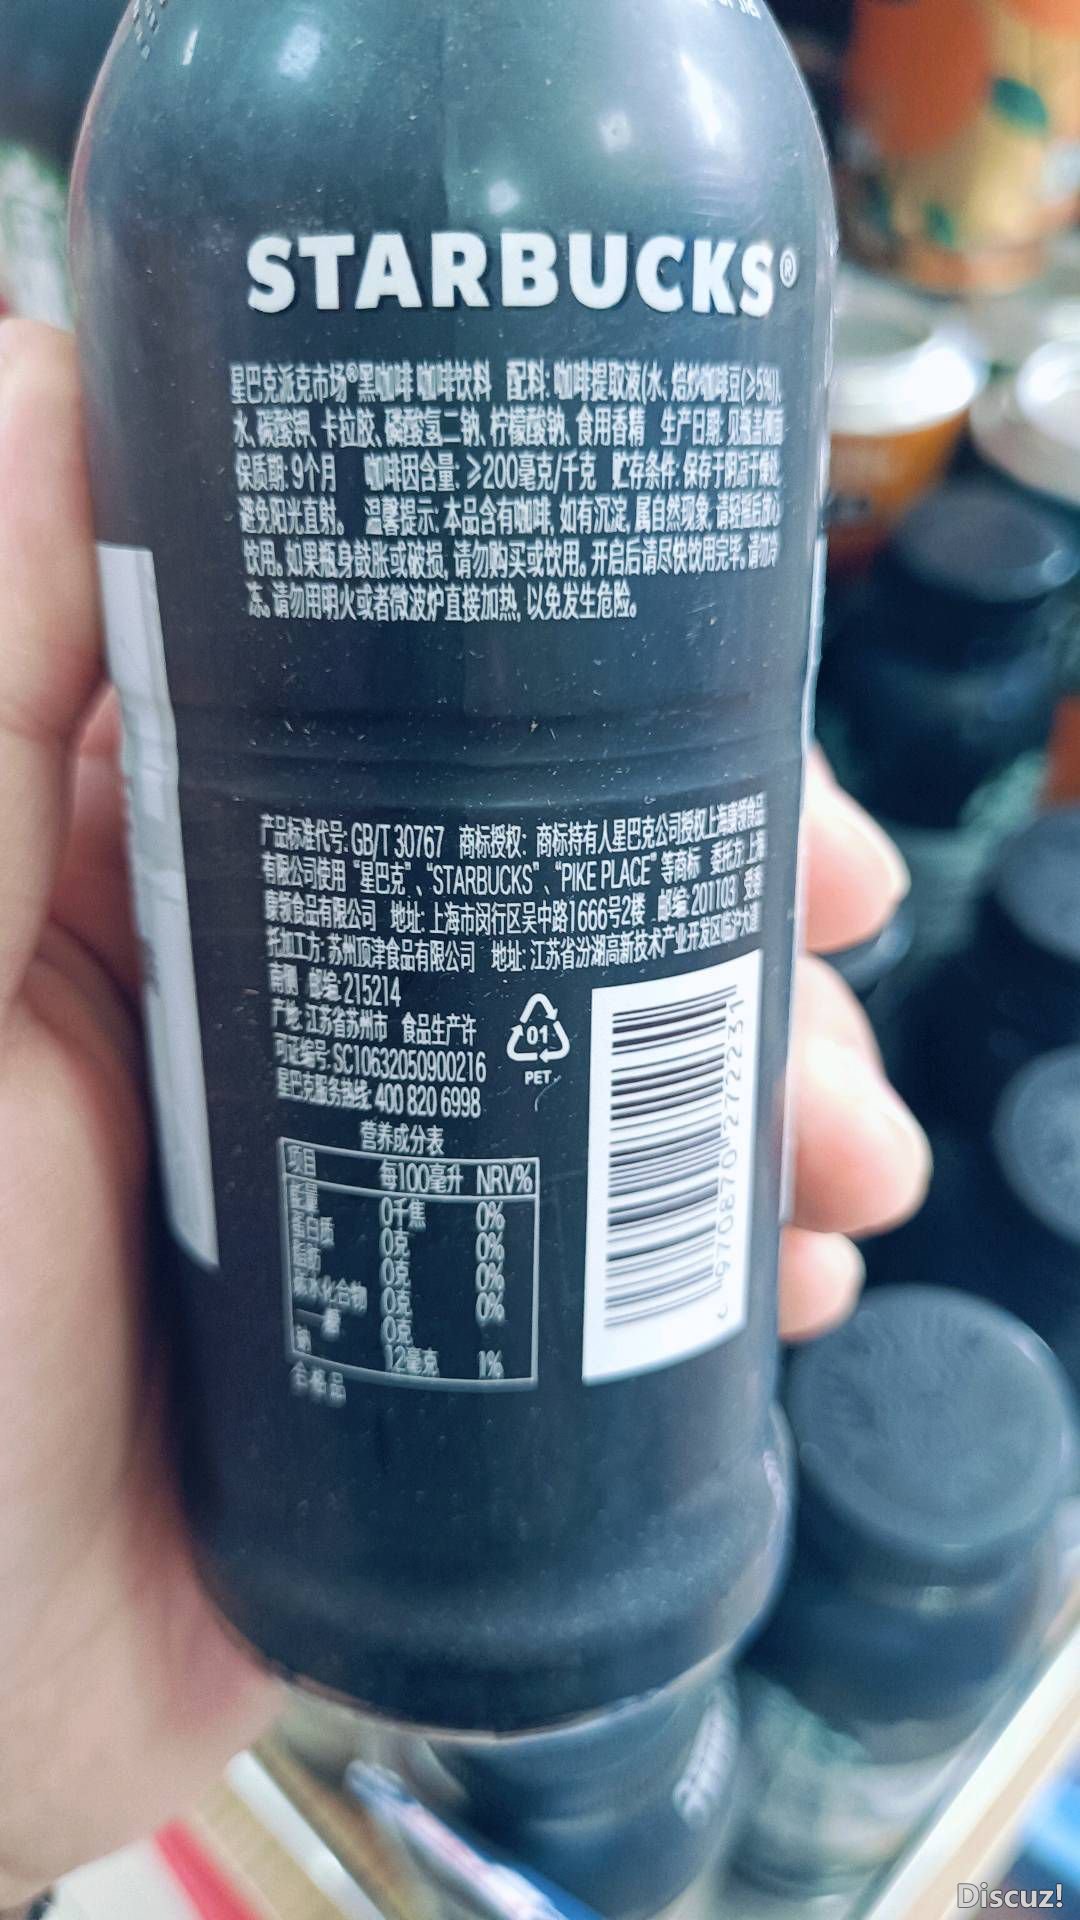 STARBUCKS®
星巴克派克市场®黑咖啡 咖啡饮料 配料: 咖啡提取液(水、焙炒咖啡豆(≥5%)、
水、碳酸钾、卡拉胶、磷酸氢二钠、柠檬酸钠、食用香精 生产日期: 见瓶盖侧面
保质期: 9个月 咖啡因含量: ≥200毫克/千克 贮存条件: 保存于阴凉干燥处,
避免阳光直射。 温馨提示: 本品含有咖啡, 如有沉淀, 属自然现象, 请轻摇后放心
饮用。如果瓶身鼓胀或破损, 请勿购买或饮用。开启后请尽快饮用完毕。请勿冷
冻。请勿用明火或者微波炉直接加热, 以免发生危险。
产品标准代号: GB/T 30767 商标授权: 商标持有人星巴克公司授权上海康领食品
有限公司使用“星巴克”、“STARBUCKS”、“PIKE PLACE”等商标 委托方: 上海
康领食品有限公司 地址: 上海市闵行区吴中路1666号2楼 邮编: 201103 受委
托加工方: 苏州顶津食品有限公司 地址: 江苏省汾湖高新技术产业开发区临沪大道
南侧 邮编: 215214
产地: 江苏省苏州市 食品生产许
可证编号: SC10632050900216
星巴克服务热线: 400 820 6998
01
PET
营养成分表
项目 每100毫升 NRV%
能量 0千焦 0%
蛋白质 0克 0%
脂肪 0克 0%
碳水化合物 0克 0%
——糖 0克
钠 12毫克 1%
合格品
6970870272231
Discuz!